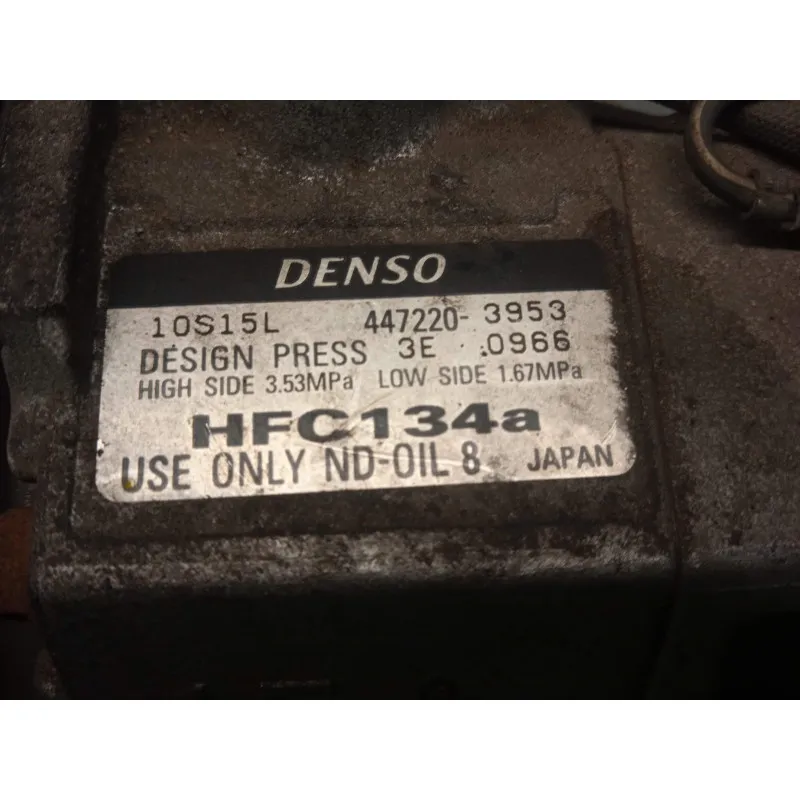 DENSO
10S15L 447220-3953
DESIGN PRESS 3E .0966
HIGH SIDE 3.53MPa LOW SIDE 1.67MPa
HFC134a
USE ONLY ND-OIL 8 JAPAN